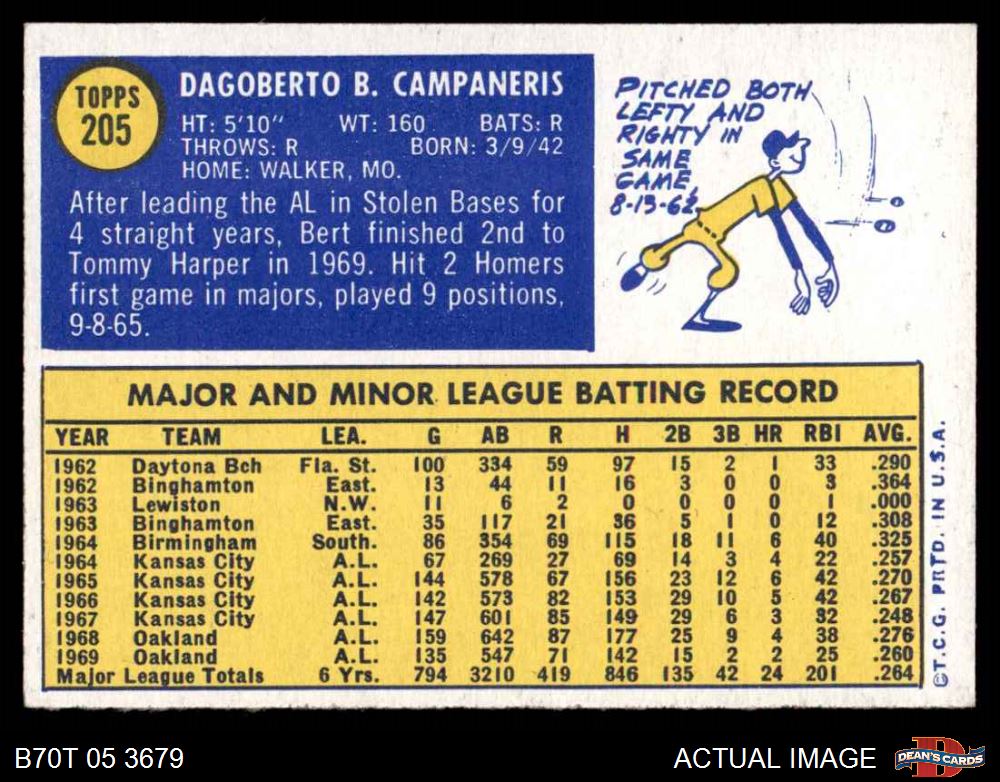 TOPPS
205
DAGOBERTO B. CAMPANERIS
HT: 5'10" WT: 160 BATS: R
THROWS: R BORN: 3/9/42
HOME: WALKER, MO.
After leading the AL in Stolen Bases for
4 straight years, Bert finished 2nd to
Tommy Harper in 1969. Hit 2 Homers
first game in majors, played 9 positions,
9-8-65.
PITCHED BOTH
LEFTY AND
RIGHTY IN
SAME
GAME,
8-13-62.
MAJOR AND MINOR LEAGUE BATTING RECORD
YEAR TEAM LEA. G AB R H 2B 3B HR RBI AVG.
1962 Daytona Bch Fla. St. 100 334 59 97 15 2 1 33 .290
1962 Binghamton East. 13 44 11 16 3 0 0 3 .364
1963 Lewiston N.W. 11 6 2 0 0 0 0 1 .000
1963 Binghamton East. 35 117 21 36 5 1 0 12 .308
1964 Birmingham South. 86 354 69 115 18 11 6 40 .325
1964 Kansas City A.L. 67 269 27 69 14 3 4 22 .257
1965 Kansas City A.L. 144 578 67 156 23 12 6 42 .270
1966 Kansas City A.L. 142 573 82 153 29 10 5 42 .267
1967 Kansas City A.L. 147 601 85 149 29 6 3 32 .248
1968 Oakland A.L. 159 642 87 177 25 9 4 38 .276
1969 Oakland A.L. 135 547 71 142 15 2 2 25 .260
Major League Totals 6 Yrs. 794 3210 419 846 135 42 24 201 .264
©T.C.G. PRTD. IN U.S.A.
B70T 05 3679
ACTUAL IMAGE
D
DEAN'S CARDS